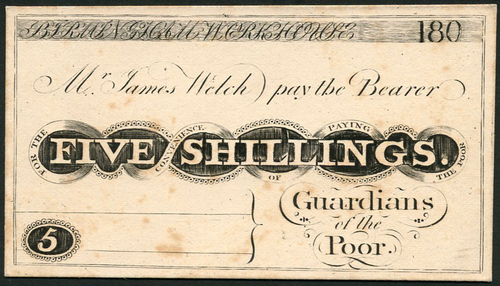 BIRMINGHAM WORKHOUSE 180
Mr James Welch pay the Bearer
FOR THE CONVENIENCE OF PAYING THE POOR
FIVE SHILLINGS.
Guardians
of the
Poor.
5